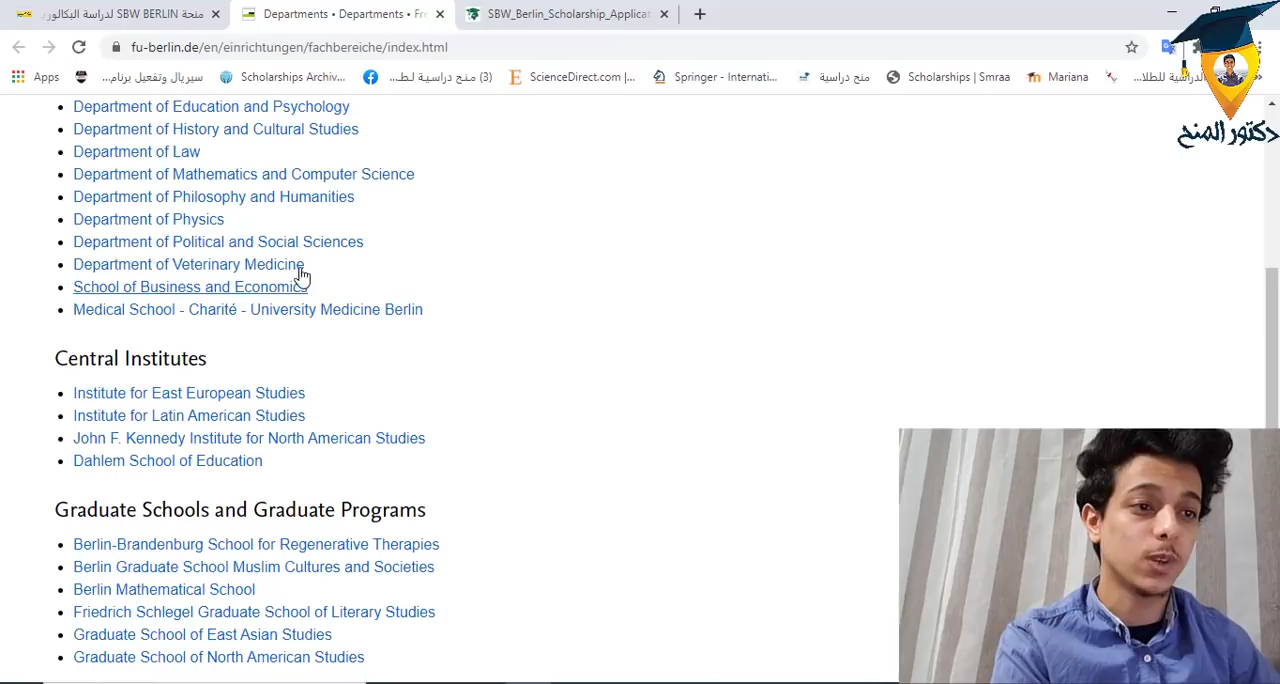 منحة SBW BERLIN لدراسة البكالوري
Departments • Departments • Fre
SBW_Berlin_Scholarship_Applicat
fu-berlin.de/en/einrichtungen/fachbereiche/index.html
Apps
سيريال وتفعيل برنام...
Scholarships Archiv...
(3) منح دراسية لط...
ScienceDirect.com |...
Springer - Internati...
منح دراسية
Scholarships | Smraa
Mariana
الدراسية للطلا...
دكتور المنح
Department of Education and Psychology
Department of History and Cultural Studies
Department of Law
Department of Mathematics and Computer Science
Department of Philosophy and Humanities
Department of Physics
Department of Political and Social Sciences
Department of Veterinary Medicine
School of Business and Economics
Medical School - Charité - University Medicine Berlin
Central Institutes
Institute for East European Studies
Institute for Latin American Studies
John F. Kennedy Institute for North American Studies
Dahlem School of Education
Graduate Schools and Graduate Programs
Berlin-Brandenburg School for Regenerative Therapies
Berlin Graduate School Muslim Cultures and Societies
Berlin Mathematical School
Friedrich Schlegel Graduate School of Literary Studies
Graduate School of East Asian Studies
Graduate School of North American Studies